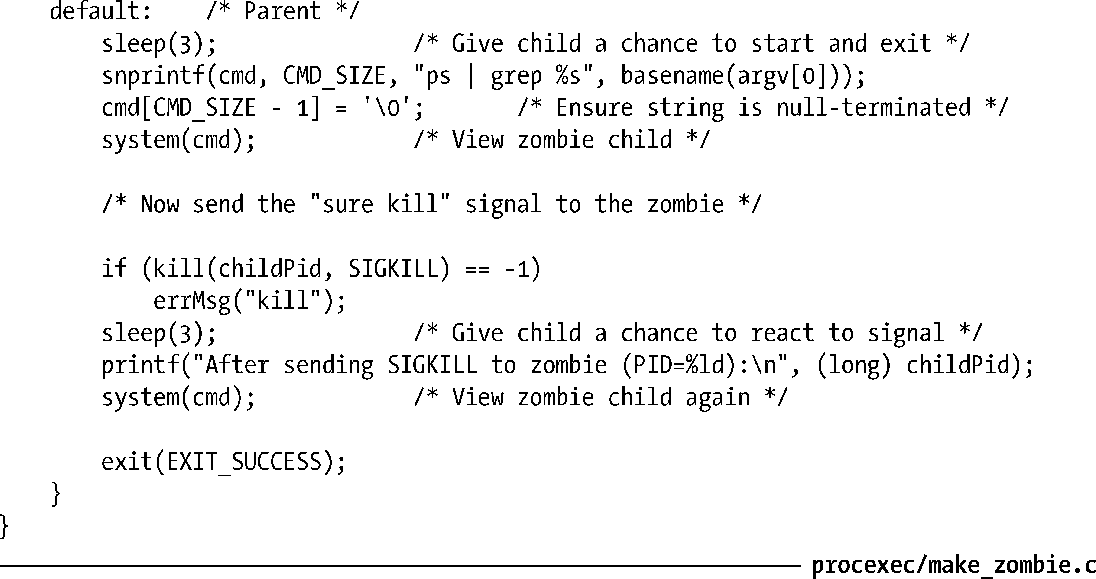 default:    /* Parent */
sleep(3);               /* Give child a chance to start and exit */
snprintf(cmd, CMD_SIZE, "ps | grep %s", basename(argv[0]));
cmd[CMD_SIZE - 1] = '\0';       /* Ensure string is null-terminated */
system(cmd);            /* View zombie child */
/* Now send the "sure kill" signal to the zombie */
if (kill(childPid, SIGKILL) == -1)
errMsg("kill");
sleep(3);               /* Give child a chance to react to signal */
printf("After sending SIGKILL to zombie (PID=%ld):\n", (long) childPid);
system(cmd);            /* View zombie child again */
exit(EXIT_SUCCESS);
}
}
procexec/make_zombie.c